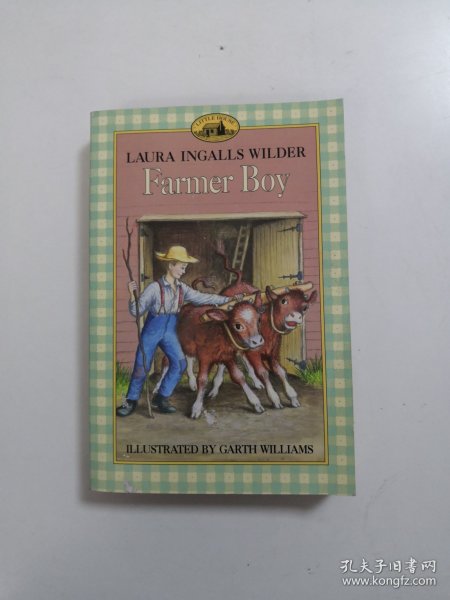 LITTLE HOUSE
LAURA INGALLS WILDER
Farmer Boy
ILLUSTRATED BY GARTH WILLIAMS
孔夫子旧书网
www.kongfz.com